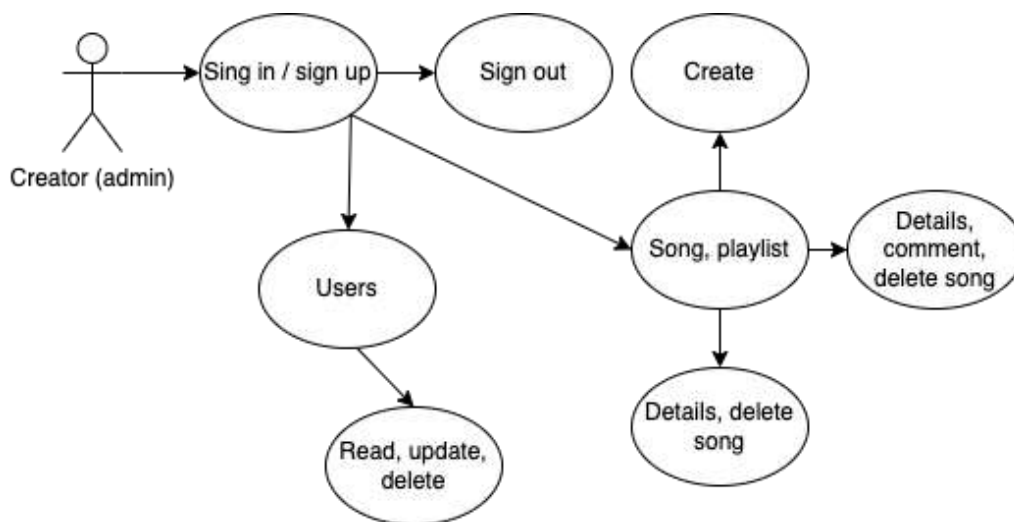 Sing in / sign up
Sign out
Create
Creator (admin)
Song, playlist
Details,
comment,
delete song
Users
Details, delete
song
Read, update,
delete